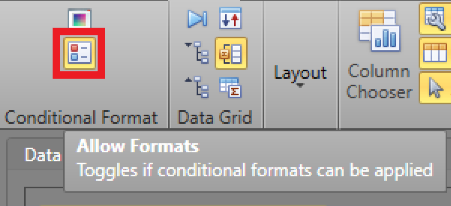 Layout
Column
Chooser
Conditional Format
Data Grid
Allow Formats
Toggles if conditional formats can be applied
Data